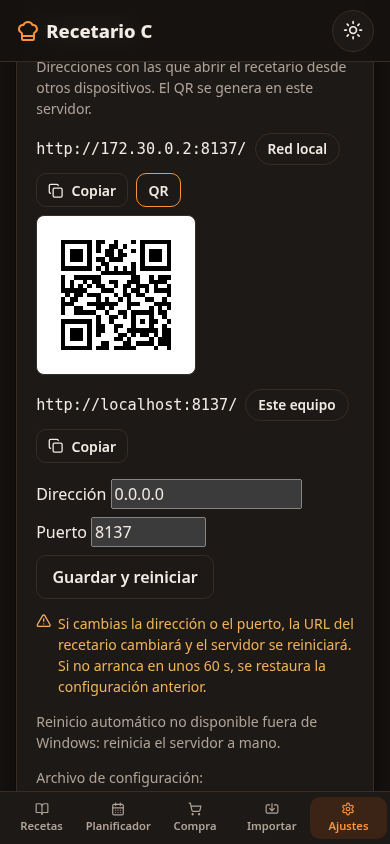 Recetario C
Direcciones con las que abrir el recetario desde
otros dispositivos. El QR se genera en este
servidor.
http://172.30.0.2:8137/ Red local
Copiar QR
http://localhost:8137/ Este equipo
Copiar
Dirección 0.0.0.0
Puerto 8137
Guardar y reiniciar
Si cambias la dirección o el puerto, la URL del
recetario cambiará y el servidor se reiniciará.
Si no arranca en unos 60 s, se restaura la
configuración anterior.
Reinicio automático no disponible fuera de
Windows: reinicia el servidor a mano.
Archivo de configuración:
Recetas Planificador Compra Importar Ajustes